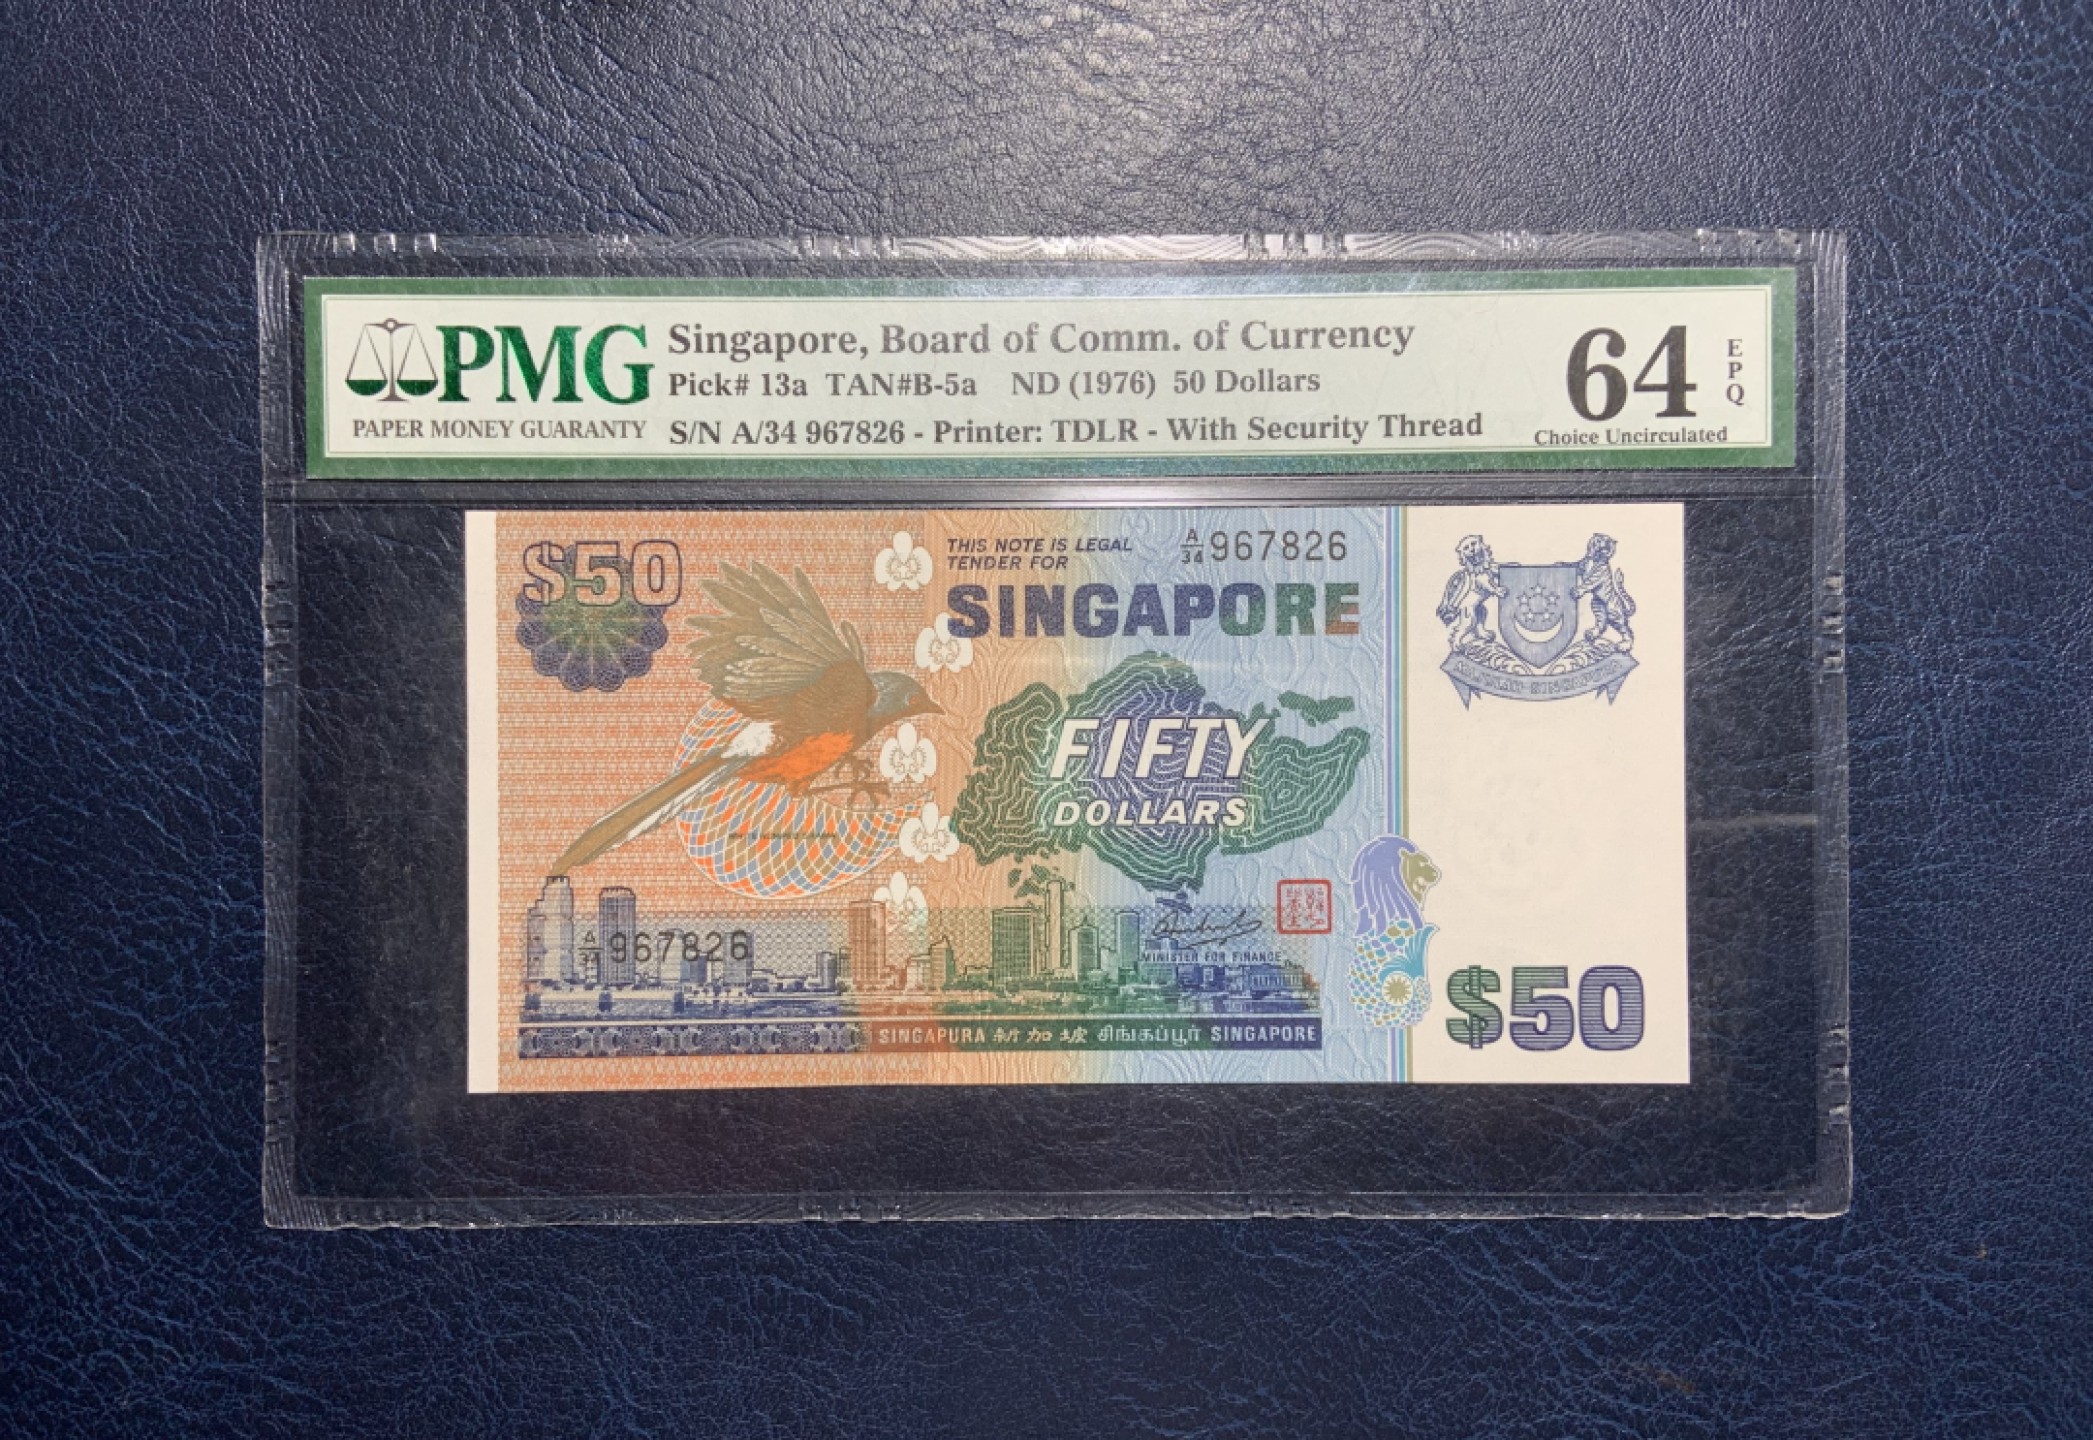 PMG
PAPER MONEY GUARANTY
Singapore, Board of Comm. of Currency
Pick# 13a TAN#B-5a ND (1976) 50 Dollars
S/N A/34 967826 - Printer: TDLR - With Security Thread
64
EPQ
Choice Uncirculated
$50
THIS NOTE IS LEGAL
TENDER FOR
A/34 967826
SINGAPORE
MAJULAH SINGAPURA
FIFTY
DOLLARS
A/34 967826
MINISTER FOR FINANCE
SINGAPURA 新加坡 சிங்கப்பூர் SINGAPORE
$50